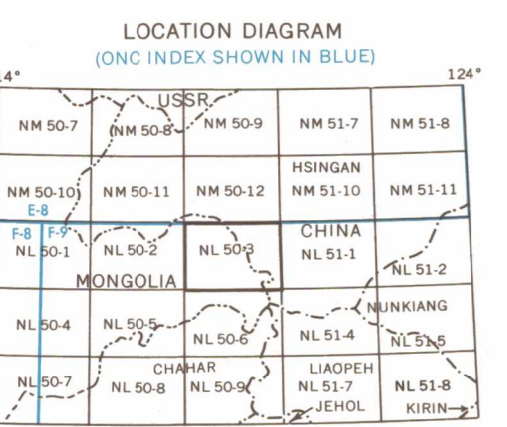 LOCATION DIAGRAM
(ONC INDEX SHOWN IN BLUE)
4° 124°
USSR
NM 50-7 NM 50-8 NM 50-9 NM 51-7 NM 51-8
HSINGAN
NM 50-10 NM 50-11 NM 50-12 NM 51-10 NM 51-11
E-8
F-8 F-9 CHINA
NL 50-1 NL 50-2 NL 50-3 NL 51-1
NL 51-2
MONGOLIA
NUNKIANG
NL 50-4 NL 50-5 NL 50-6 NL 51-4 NL 51-5
CHAHAR LIAOPEH
NL 50-7 NL 50-8 NL 50-9 NL 51-7 NL 51-8
JEHOL KIRIN